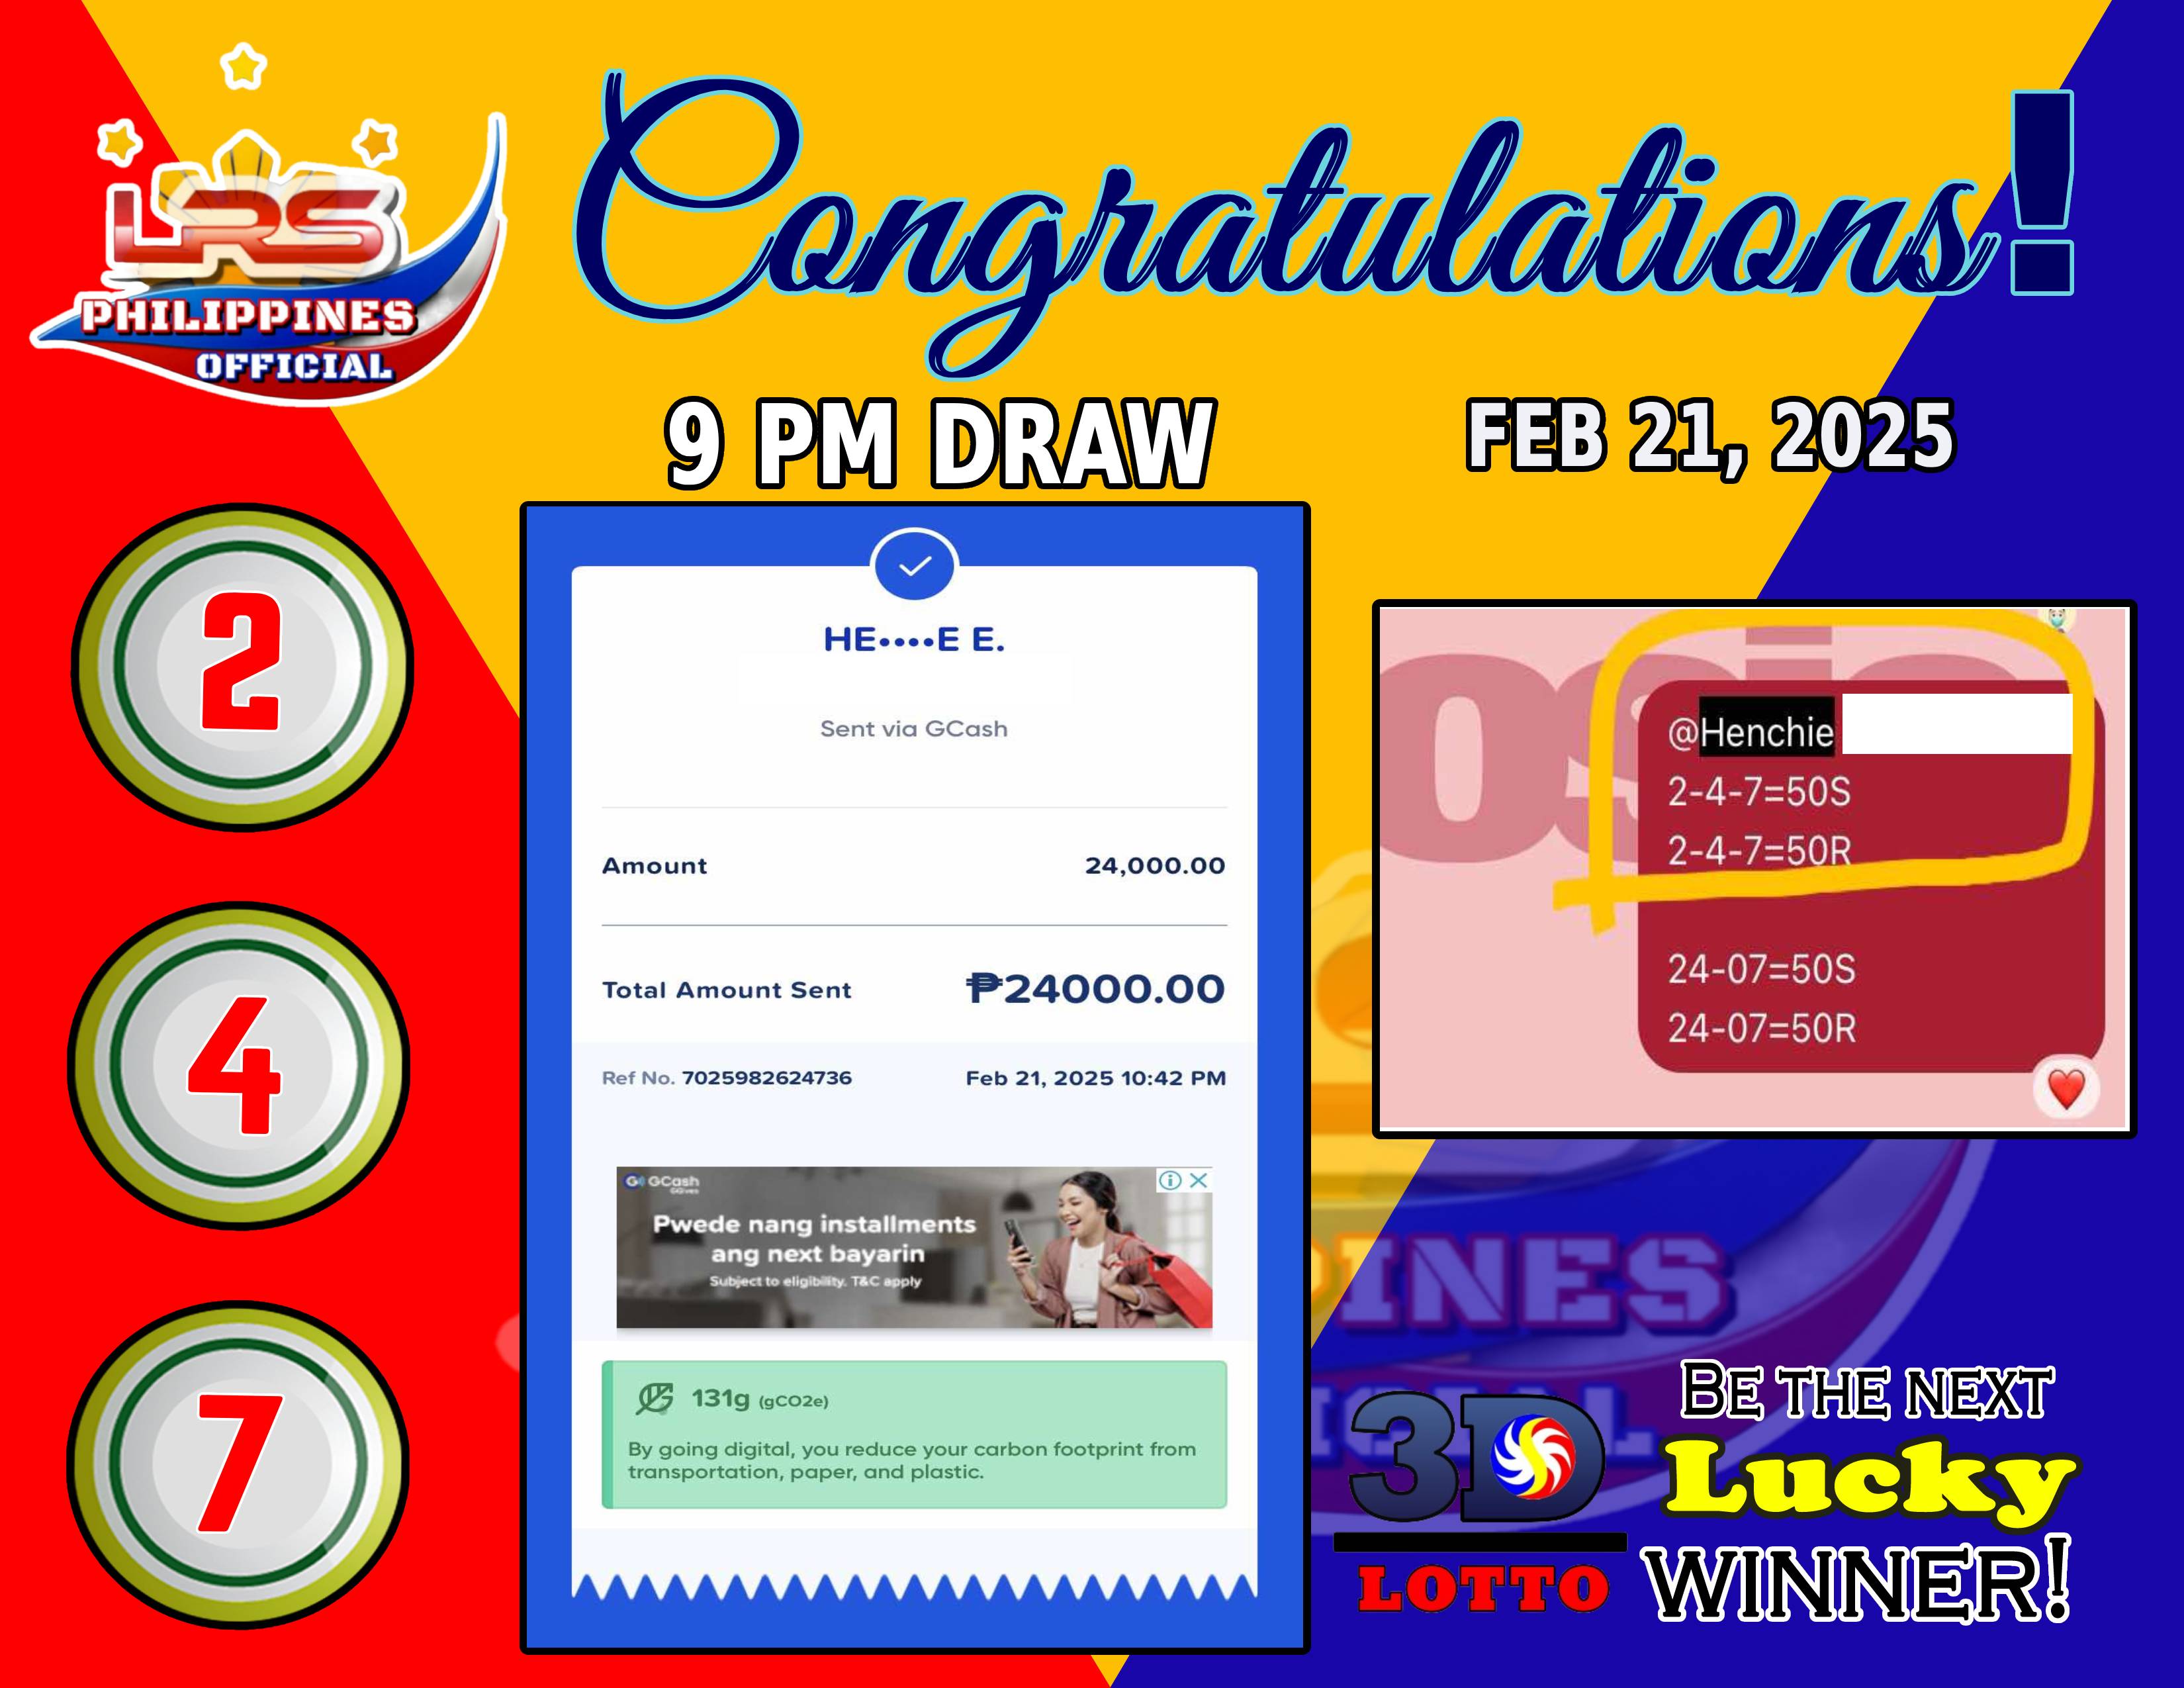 LRS
PHILIPPINES
OFFICIAL
Congratulations!
9 PM DRAW
FEB 21, 2025
2
4
7
HE••••E E.
Sent via GCash
Amount 24,000.00
Total Amount Sent ₱24000.00
Ref No. 7025982624736 Feb 21, 2025 10:42 PM
GCash
GGives
Pwede nang installments
ang next bayarin
Subject to eligibility. T&C apply
131g (gCO2e)
By going digital, you reduce your carbon footprint from
transportation, paper, and plastic.
@Henchie
2-4-7=50S
2-4-7=50R
24-07=50S
24-07=50R
PINES
3D
LOTTO
BE THE NEXT
Lucky
WINNER!